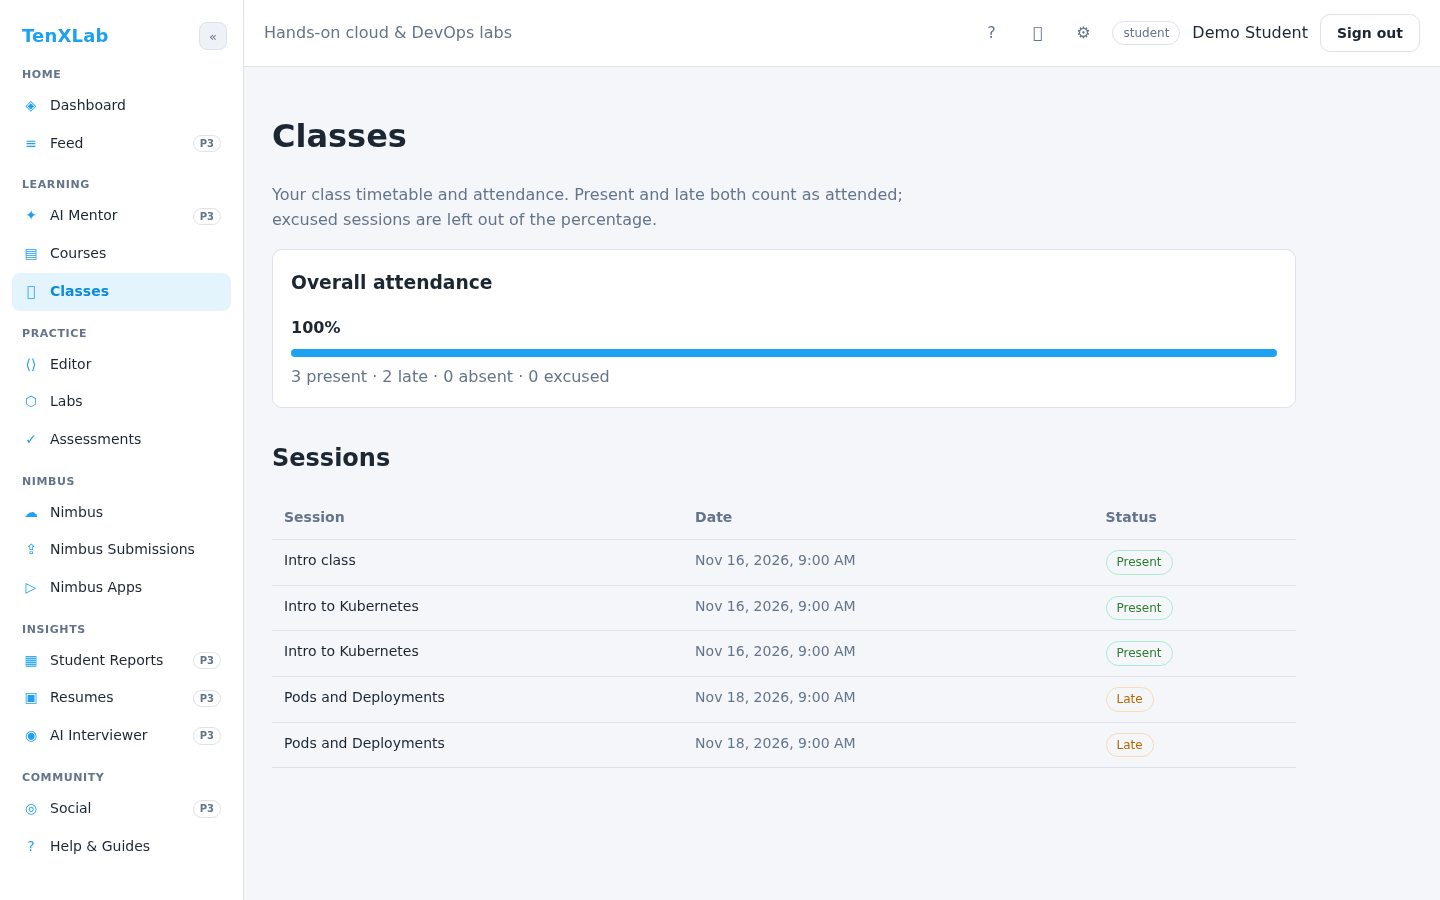 TenXLab
«
HOME
Dashboard
Feed P3
LEARNING
AI Mentor P3
Courses
Classes
PRACTICE
Editor
Labs
Assessments
NIMBUS
Nimbus
Nimbus Submissions
Nimbus Apps
INSIGHTS
Student Reports P3
Resumes P3
AI Interviewer P3
COMMUNITY
Social P3
? Help & Guides
Hands-on cloud & DevOps labs ? student Demo Student Sign out
Classes
Your class timetable and attendance. Present and late both count as attended;
excused sessions are left out of the percentage.
Overall attendance
100%
3 present · 2 late · 0 absent · 0 excused
Sessions
Session Date Status
Intro class Nov 16, 2026, 9:00 AM Present
Intro to Kubernetes Nov 16, 2026, 9:00 AM Present
Intro to Kubernetes Nov 16, 2026, 9:00 AM Present
Pods and Deployments Nov 18, 2026, 9:00 AM Late
Pods and Deployments Nov 18, 2026, 9:00 AM Late